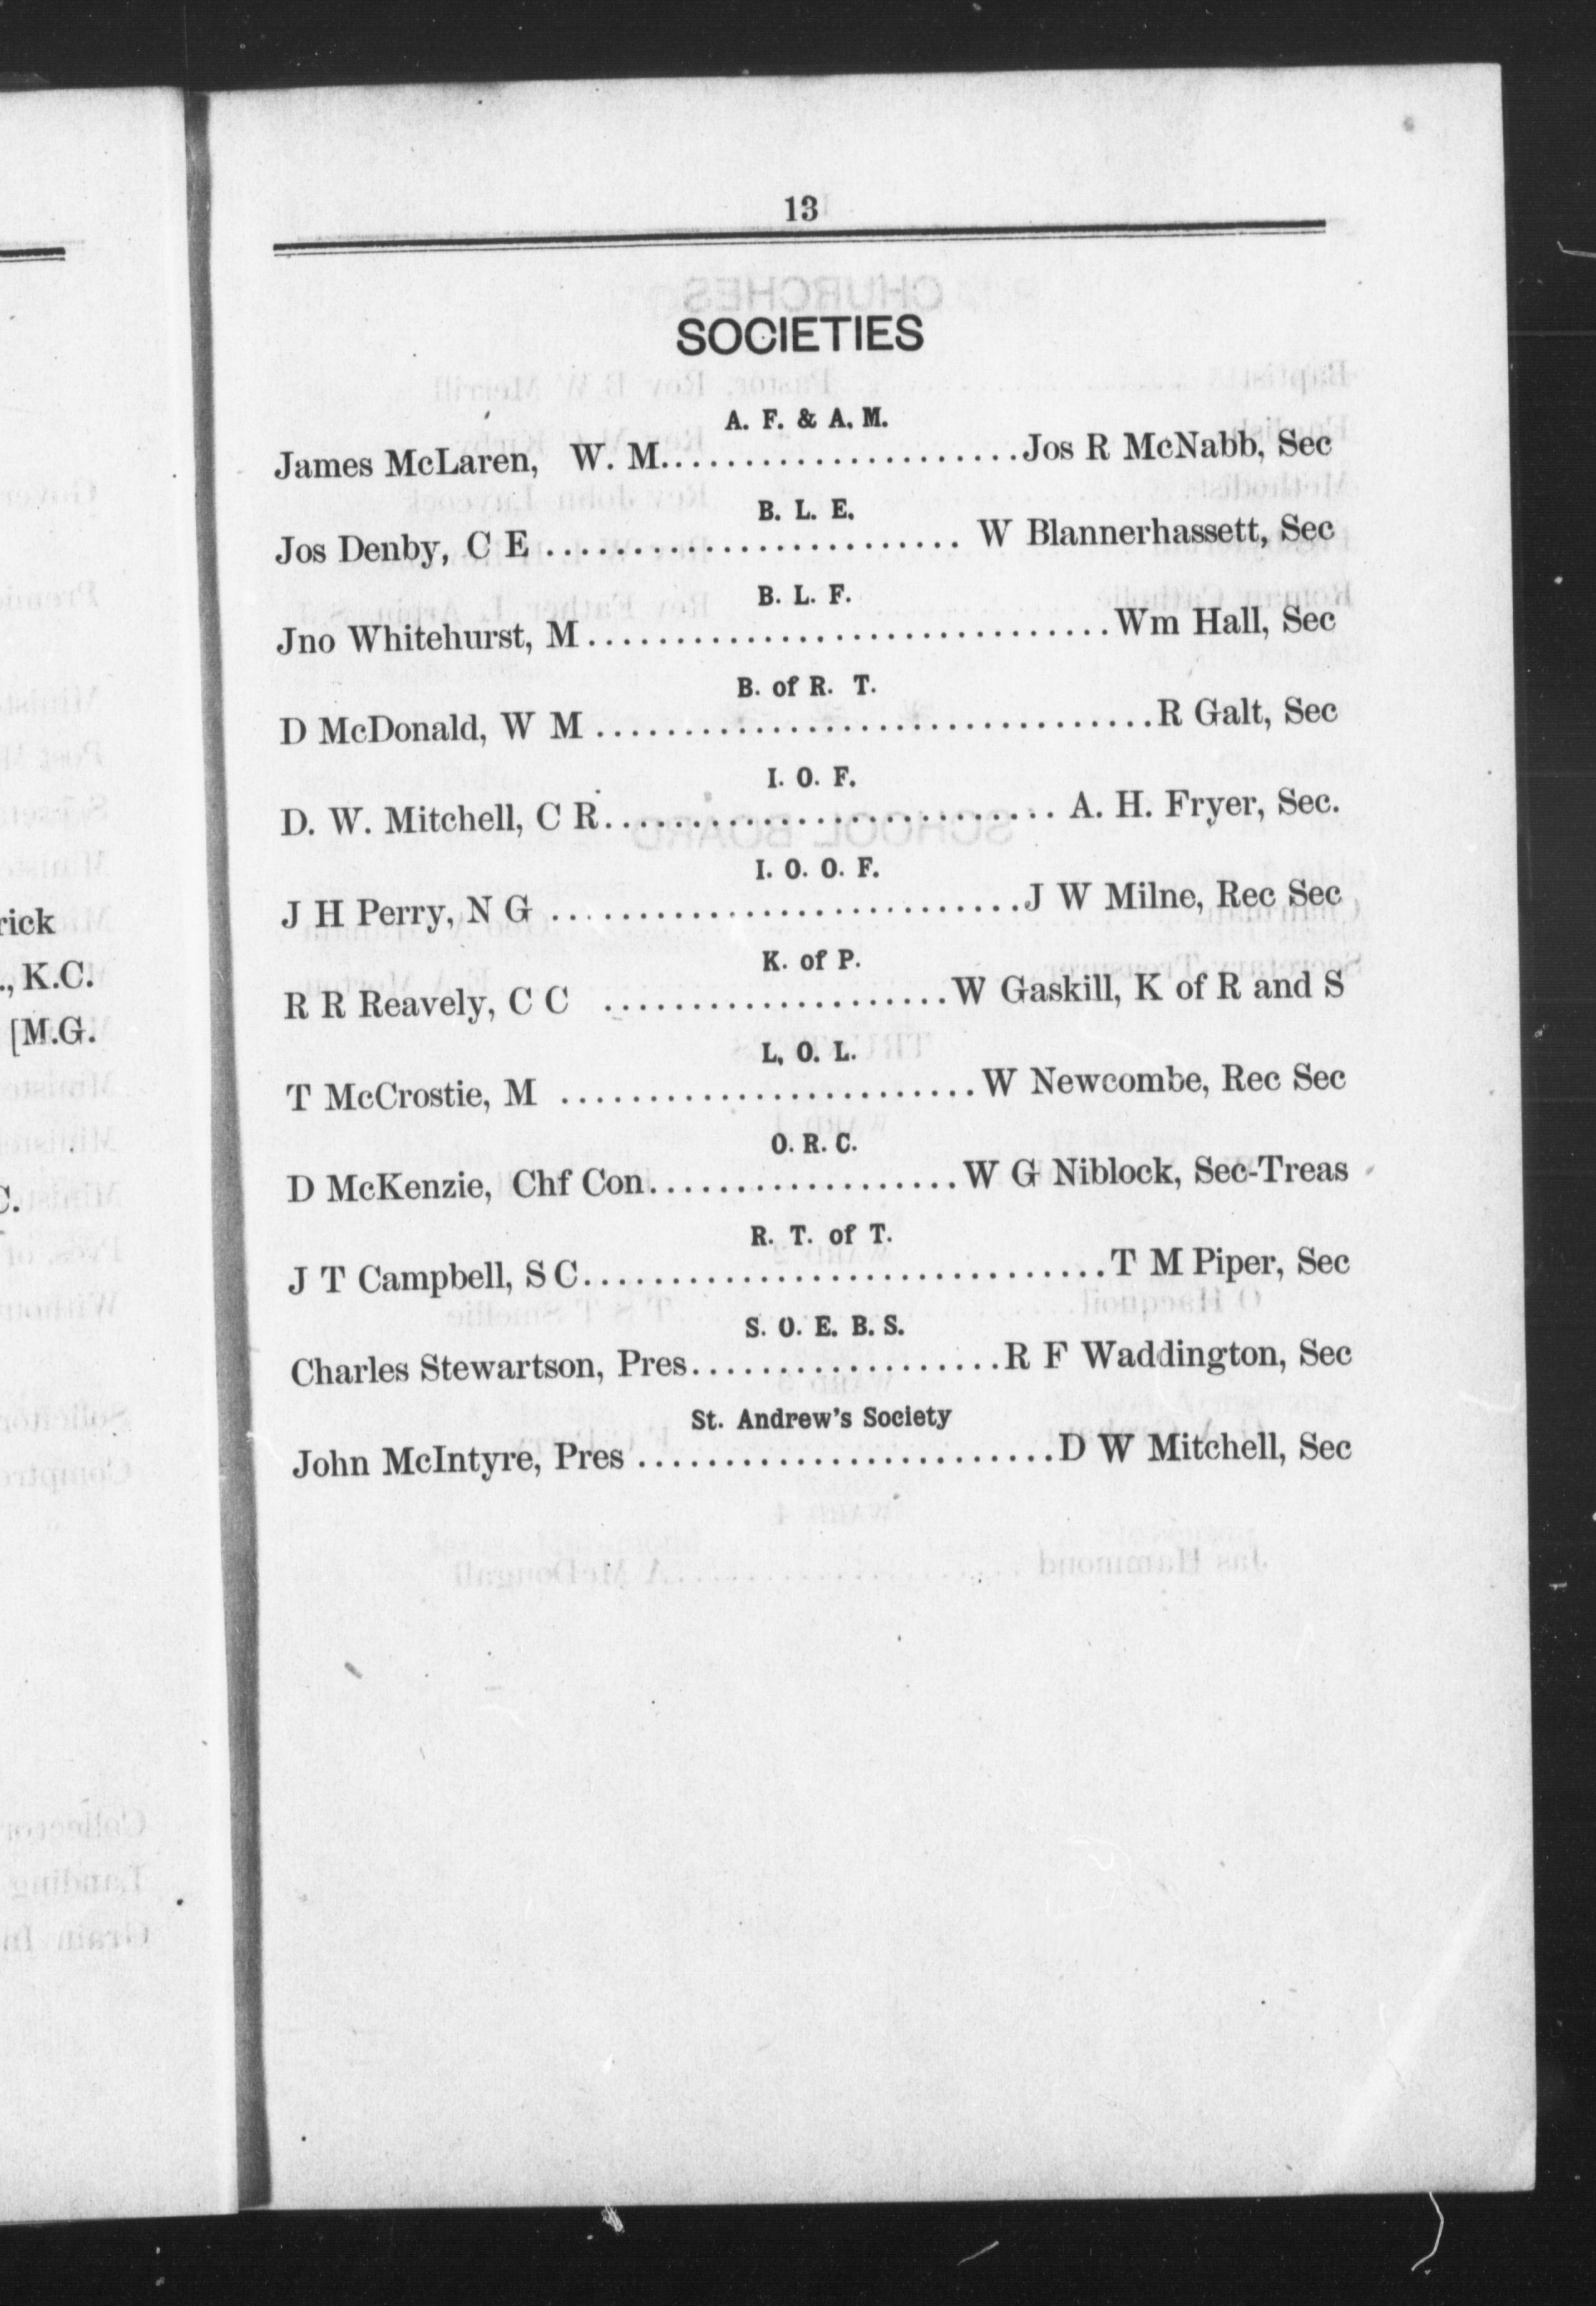 13
SOCIETIES
A. F. & A. M.
James McLaren, W. M......................Jos R McNabb, Sec
B. L. E.
Jos Denby, C E ........................ W Blannerhassett, Sec
B. L. F.
Jno Whitehurst, M..............................Wm Hall, Sec
B. of R. T.
D McDonald, W M ................................R Galt, Sec
I. O. F.
D. W. Mitchell, C R.......................... A. H. Fryer, Sec.
I. O. O. F.
J H Perry, N G ...........................J W Milne, Rec Sec
K. of P.
R R Reavely, C C ....................W Gaskill, K of R and S
L. O. L.
T McCrostie, M ........................W Newcombe, Rec Sec
O. R. C.
D McKenzie, Chf Con..................W G Niblock, Sec-Treas
R. T. of T.
J T Campbell, S C..............................T M Piper, Sec
S. O. E. B. S.
Charles Stewartson, Pres..................R F Waddington, Sec
St. Andrew's Society
John McIntyre, Pres ........................D W Mitchell, Sec
rick
., K.C.
[M.G.
C.